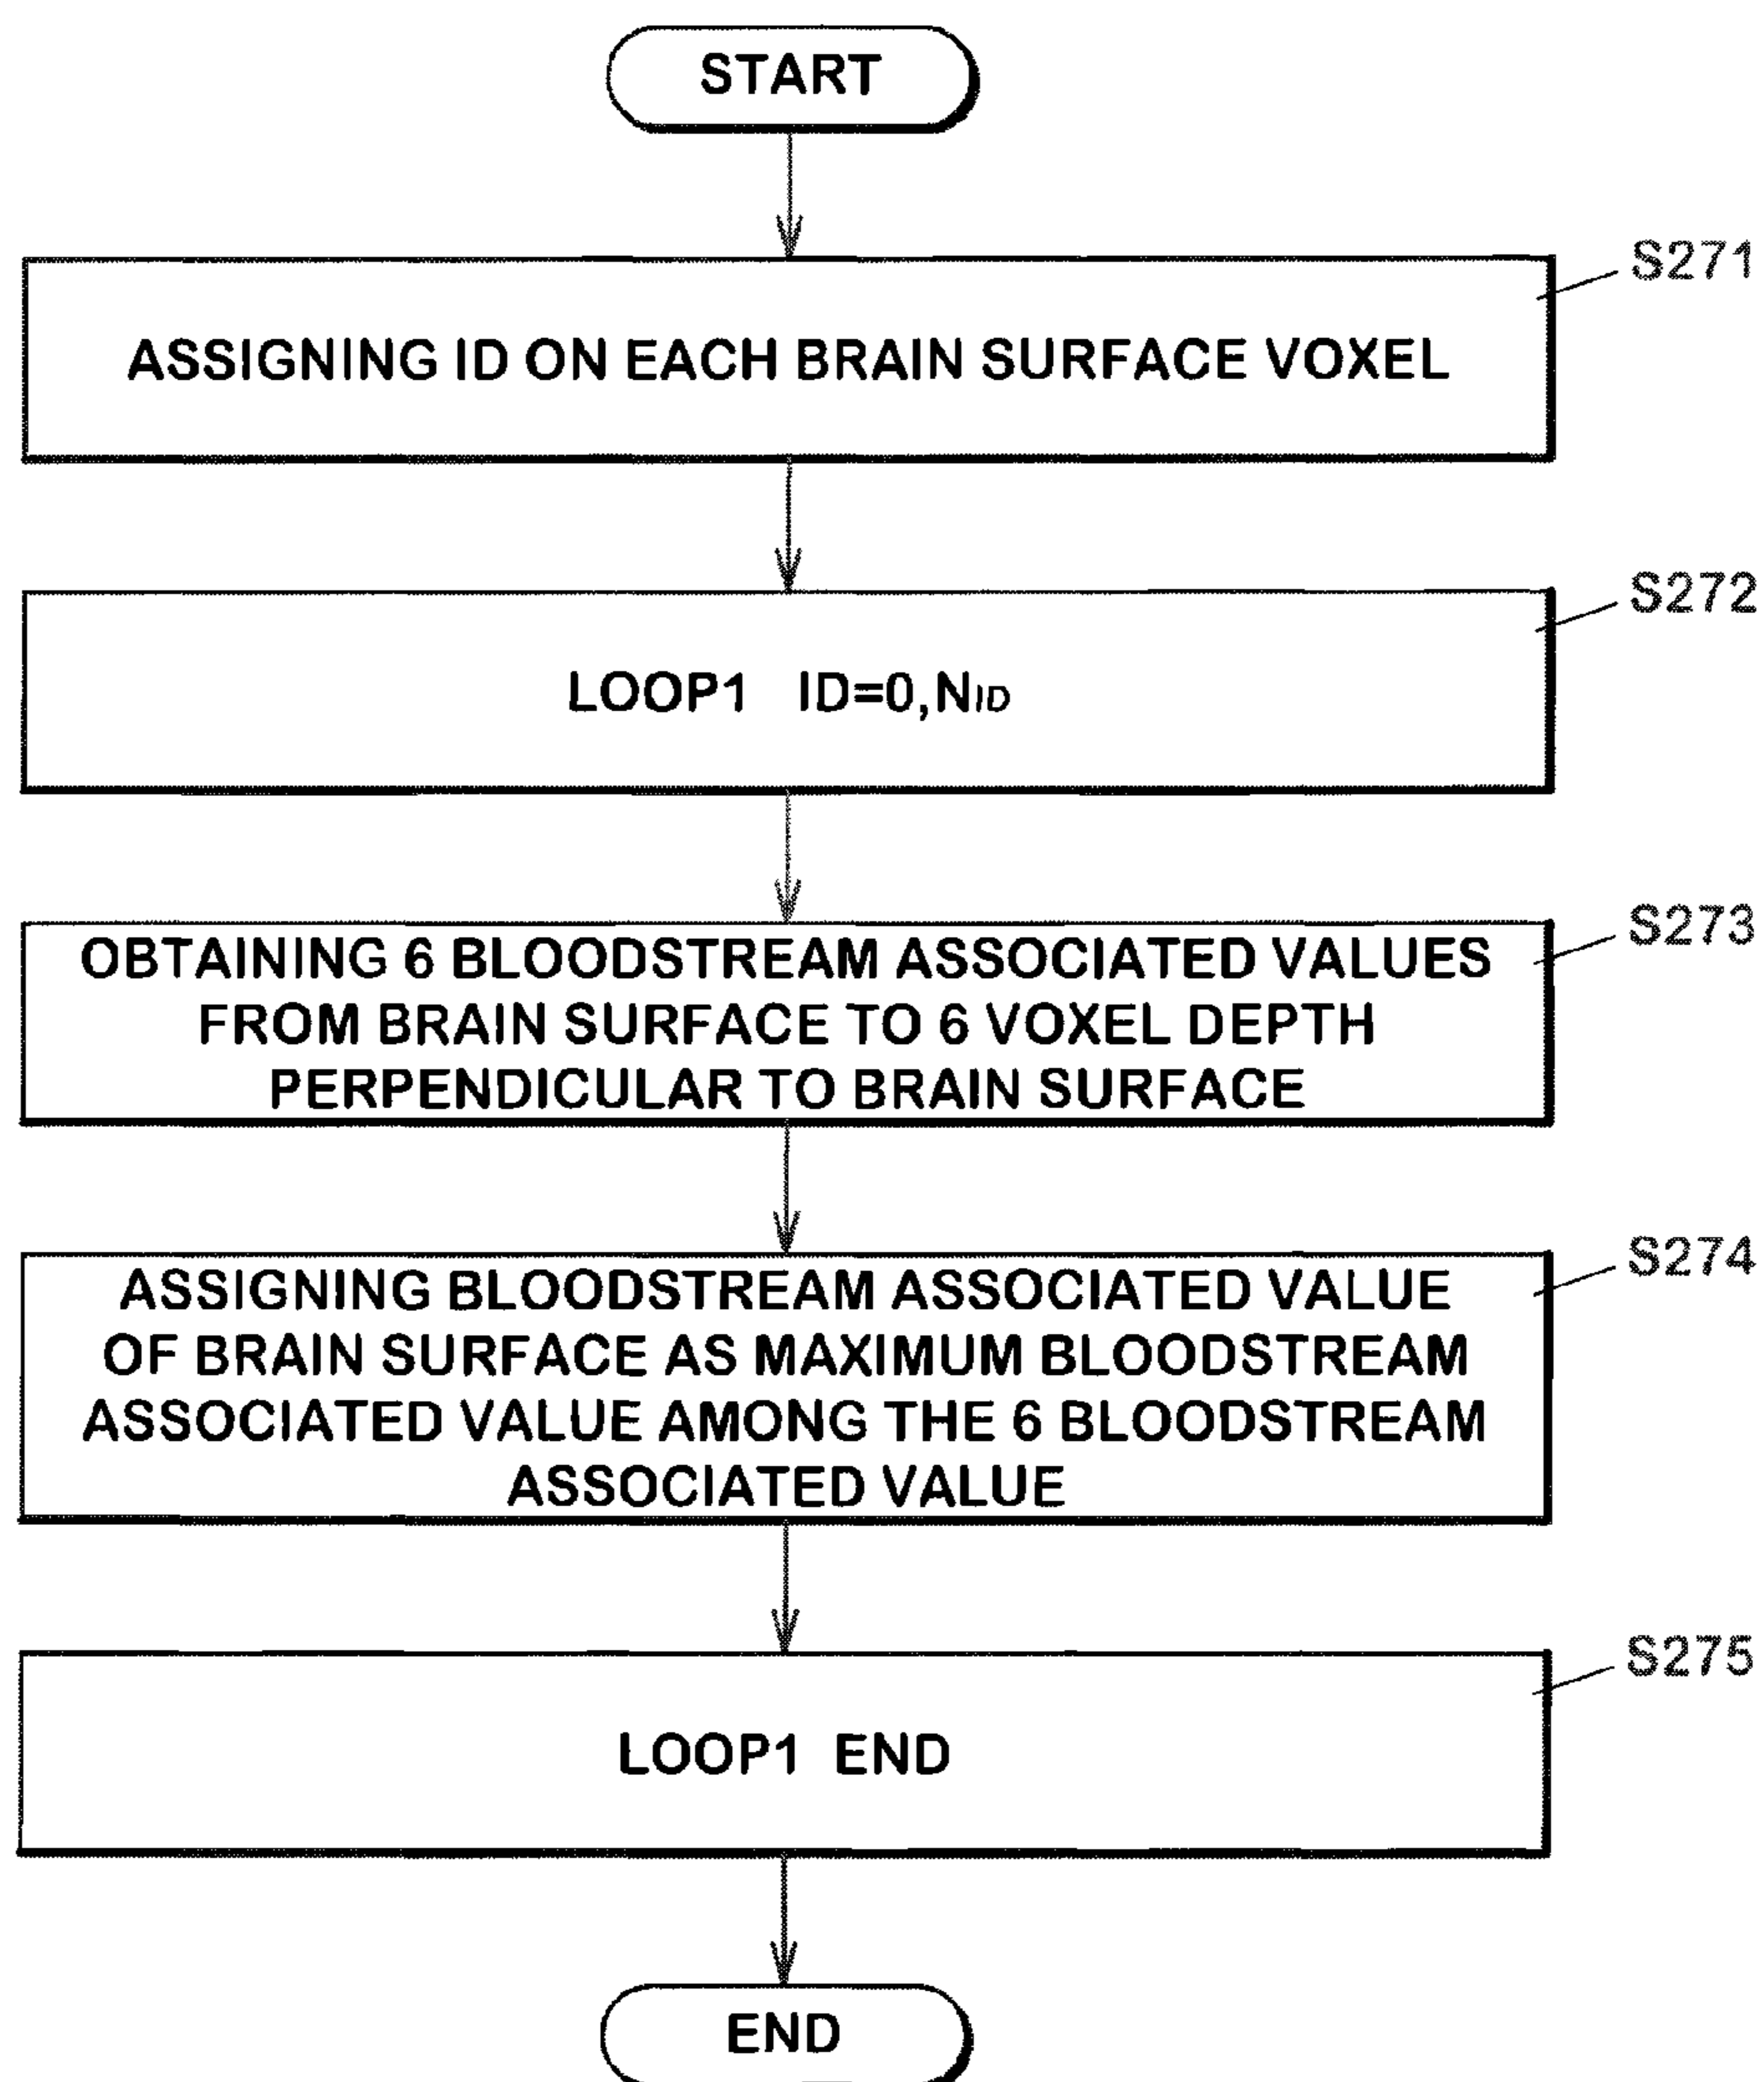 START
S271
ASSIGNING ID ON EACH BRAIN SURFACE VOXEL
S272
LOOP1 ID=0,NID
S273
OBTAINING 6 BLOODSTREAM ASSOCIATED VALUES
FROM BRAIN SURFACE TO 6 VOXEL DEPTH
PERPENDICULAR TO BRAIN SURFACE
S274
ASSIGNING BLOODSTREAM ASSOCIATED VALUE
OF BRAIN SURFACE AS MAXIMUM BLOODSTREAM
ASSOCIATED VALUE AMONG THE 6 BLOODSTREAM
ASSOCIATED VALUE
S275
LOOP1 END
END